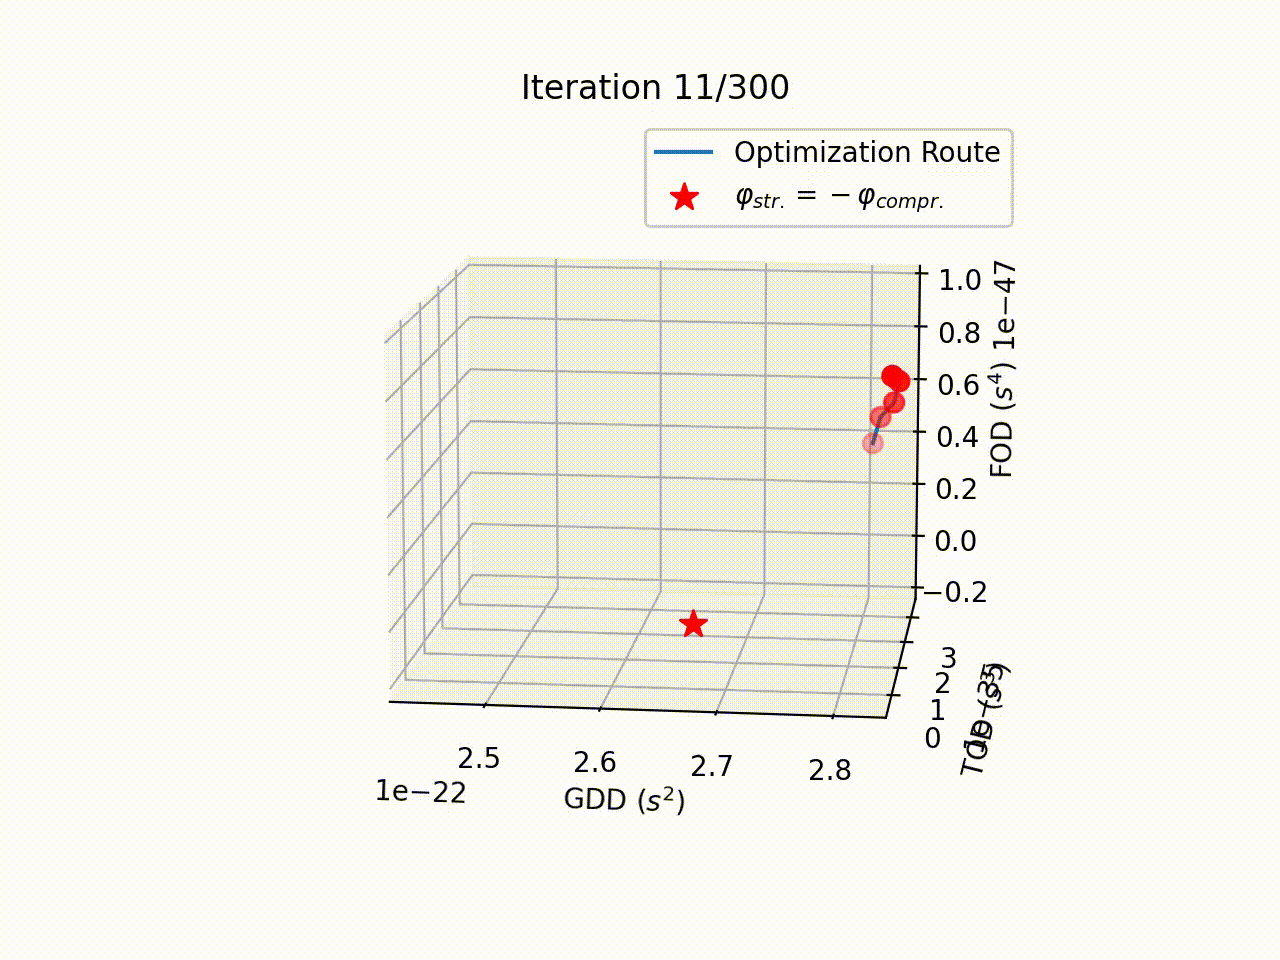 Iteration 11/300
Optimization Route
φstr. = − φcompr.
1.0
0.8
0.6
0.4
0.2
0.0
−0.2
FOD (s⁴) 1e−47
3
2
1
0
2.5
2.6
2.7
2.8
1e−22
GDD (s²)